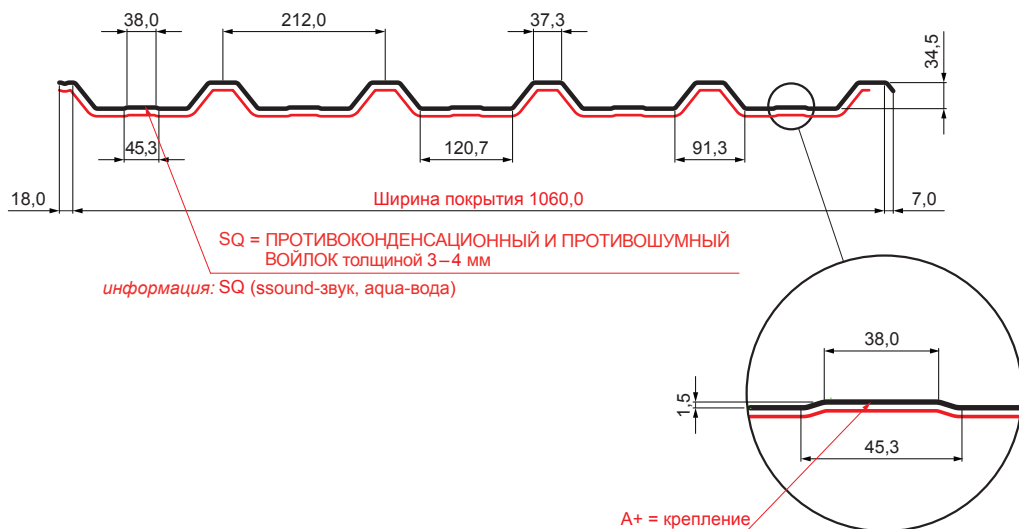 38,0
212,0
37,3
34,5
45,3
120,7
91,3
18,0
Ширина покрытия 1060,0
7,0
SQ = ПРОТИВОКОНДЕНСАЦИОННЫЙ И ПРОТИВОШУМНЫЙ
ВОЙЛОК толщиной 3–4 мм
информация: SQ (ssound-звук, aqua-вода)
38,0
1,5
45,3
A+ = крепление